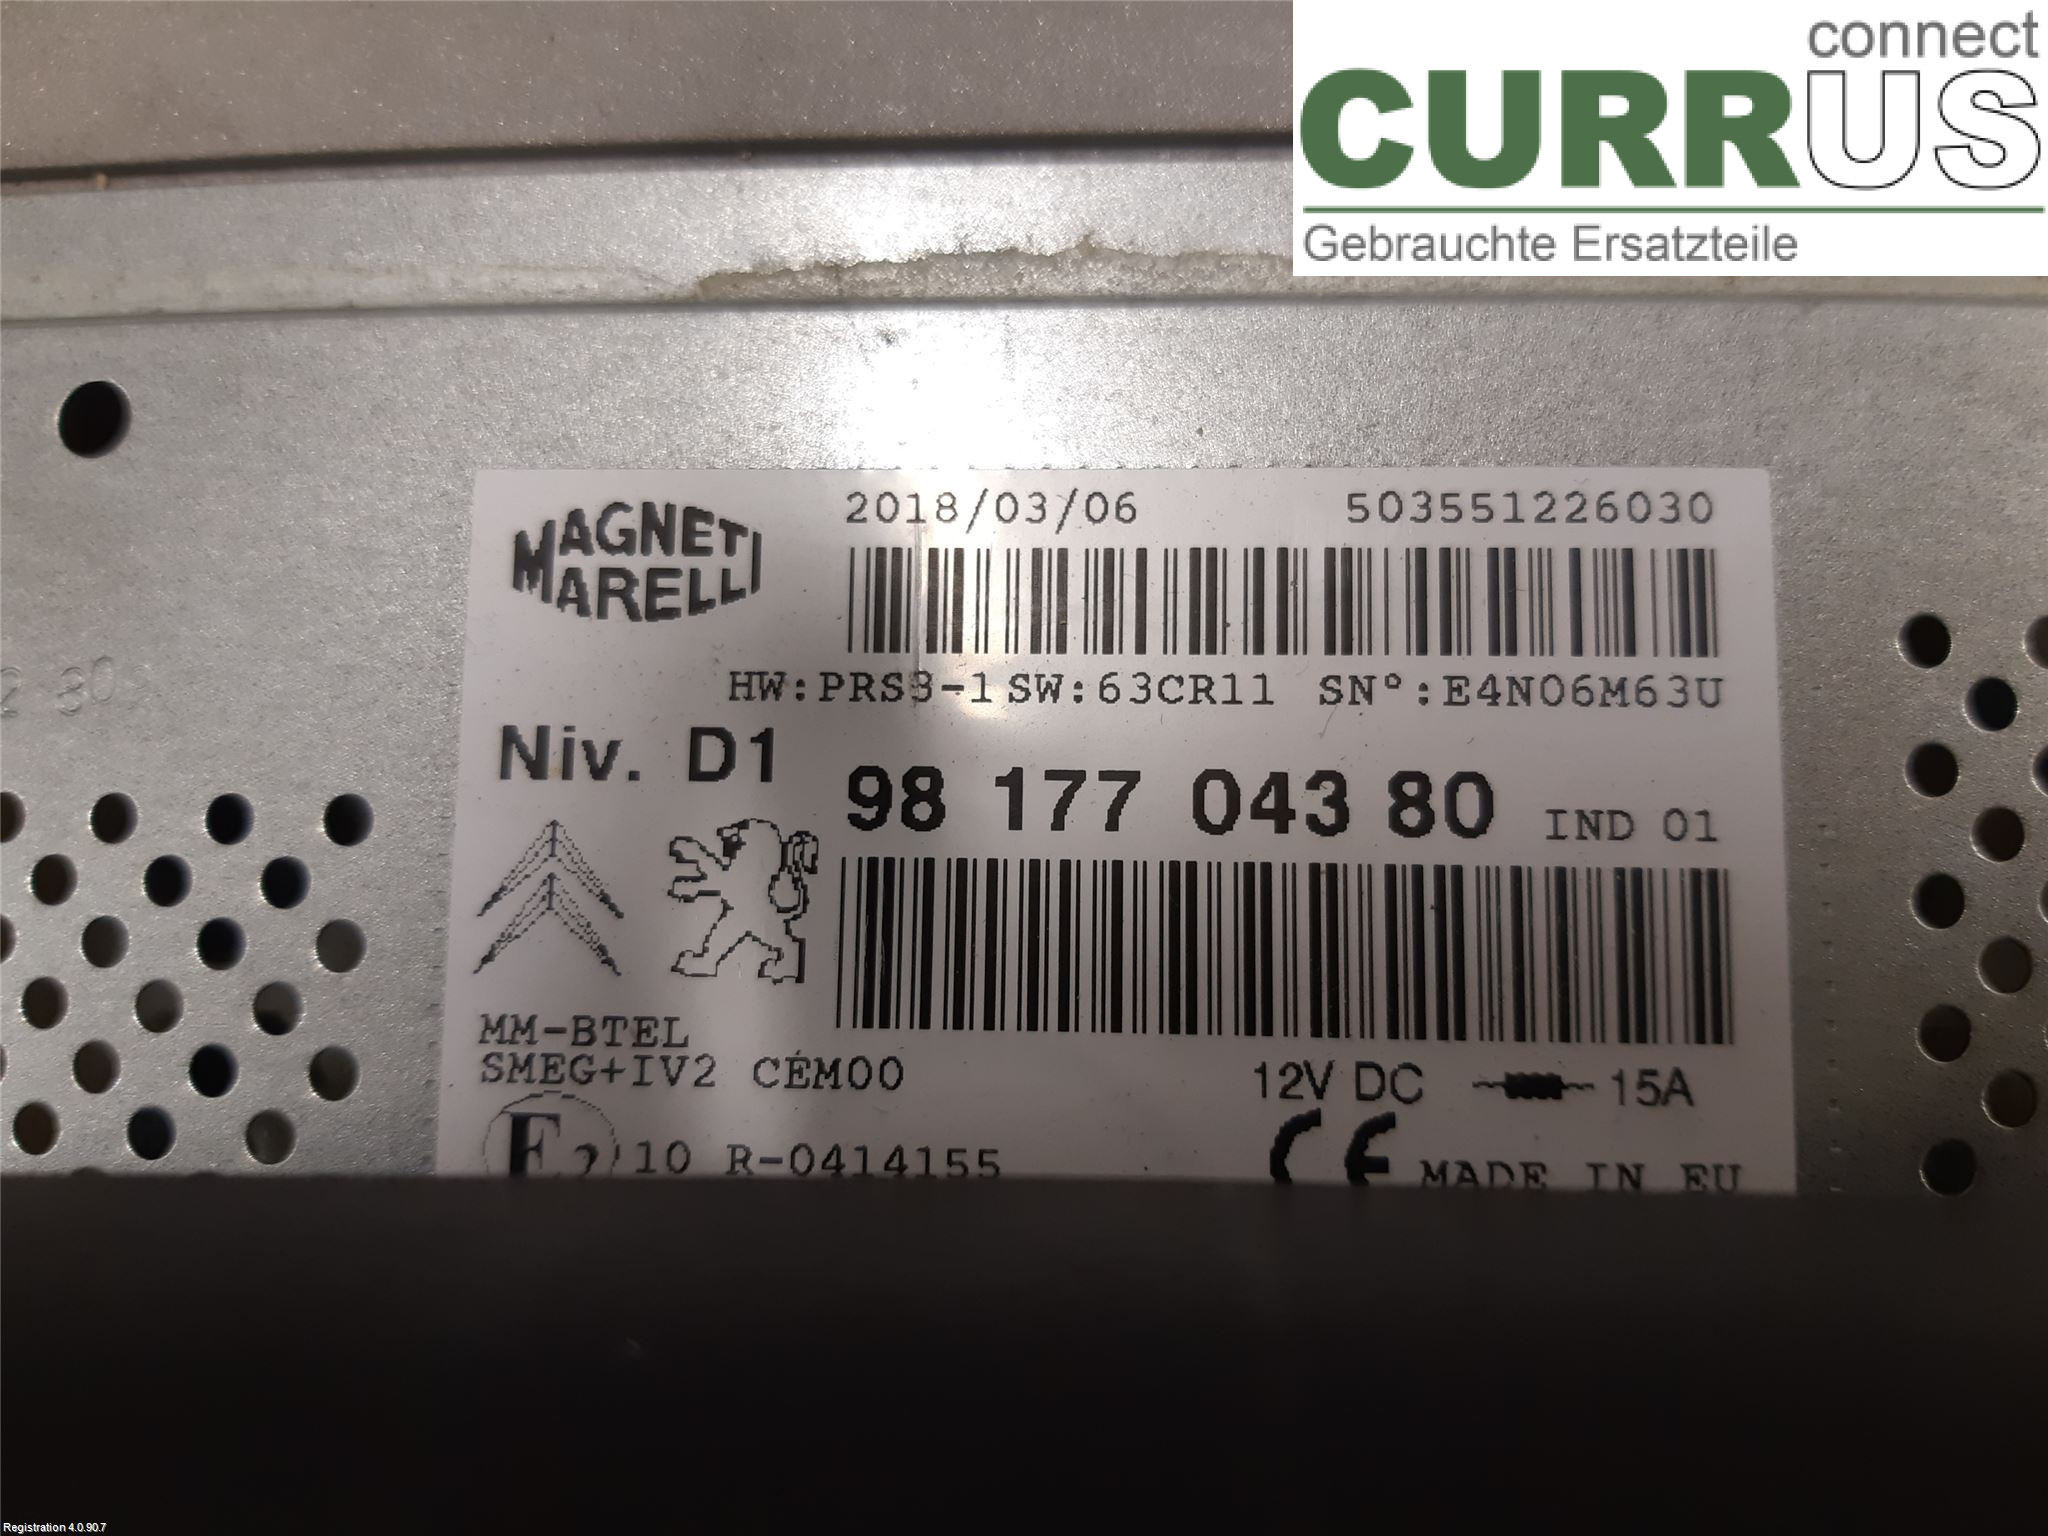 connect
CURRUS
Gebrauchte Ersatzteile
MAGNETI
MARELLI
2018/03/06 503551226030
HW:PRS3-1 SW:63CR11 SN°:E4N06M63U
Niv. D1
98 177 043 80 IND 01
MM-BTEL
SMEG+IV2 CEM00
12V DC 15A
10 R-0414155
CE MADE IN EU
Registration 4.0.90.7